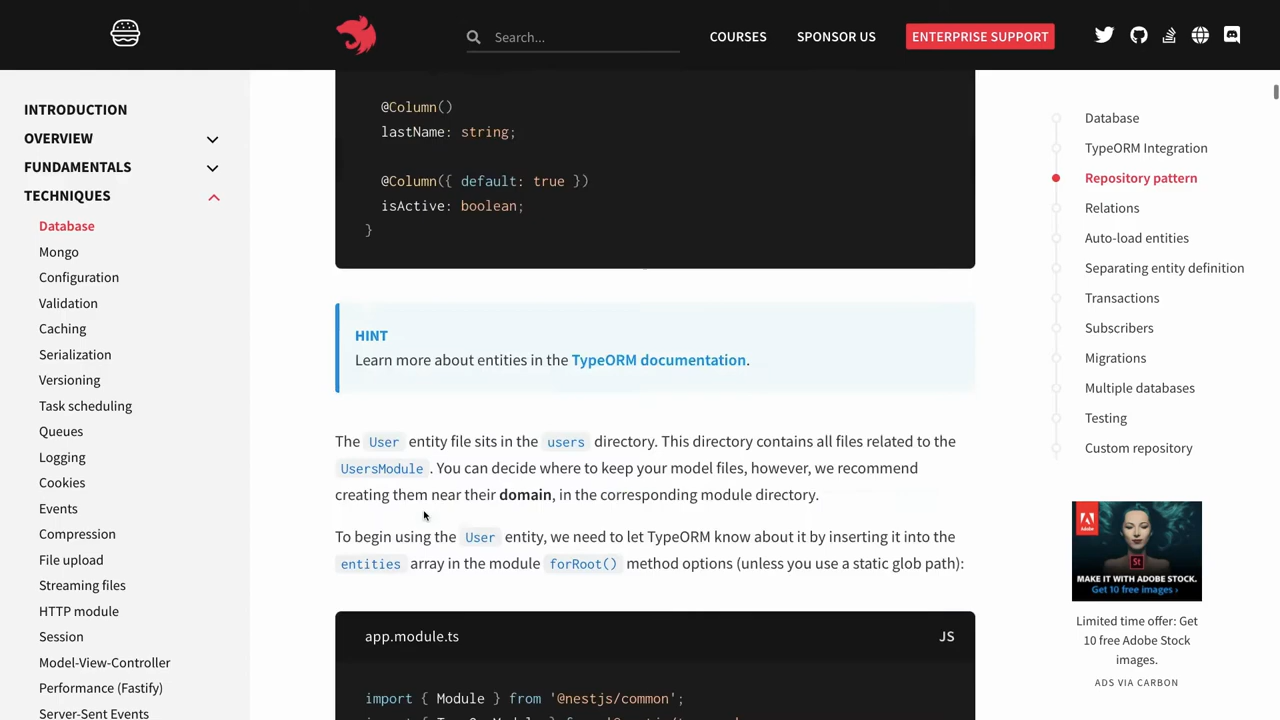 Search...
COURSES
SPONSOR US
ENTERPRISE SUPPORT
INTRODUCTION
OVERVIEW
FUNDAMENTALS
TECHNIQUES
Database
Mongo
Configuration
Validation
Caching
Serialization
Versioning
Task scheduling
Queues
Logging
Cookies
Events
Compression
File upload
Streaming files
HTTP module
Session
Model-View-Controller
Performance (Fastify)
Server-Sent Events
@Column()
lastName: string;
@Column({ default: true })
isActive: boolean;
}
HINT
Learn more about entities in the TypeORM documentation.
The User entity file sits in the users directory. This directory contains all files related to the
UsersModule. You can decide where to keep your model files, however, we recommend
creating them near their domain, in the corresponding module directory.
To begin using the User entity, we need to let TypeORM know about it by inserting it into the
entities array in the module forRoot() method options (unless you use a static glob path):
app.module.ts
JS
import { Module } from '@nestjs/common';
Database
TypeORM Integration
Repository pattern
Relations
Auto-load entities
Separating entity definition
Transactions
Subscribers
Migrations
Multiple databases
Testing
Custom repository
Adobe
St
MAKE IT WITH ADOBE STOCK.
Get 10 free images ›
Limited time offer: Get
10 free Adobe Stock
images.
ADS VIA CARBON